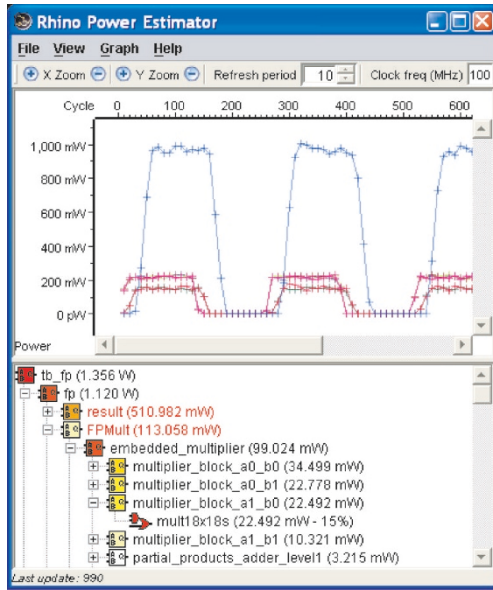 Rhino Power Estimator
File View Graph Help
X Zoom Y Zoom Refresh period 10 Clock freq (MHz) 100
Cycle 0 100 200 300 400 500 600
1,000 mW
800 mW
600 mW
400 mW
200 mW
0 pW
Power
tb_fp (1.356 W)
fp (1.120 W)
result (510.982 mW)
FPMult (113.058 mW)
embedded_multiplier (99.024 mW)
multiplier_block_a0_b0 (34.499 mW)
multiplier_block_a0_b1 (22.778 mW)
multiplier_block_a1_b0 (22.492 mW)
mult18x18s (22.492 mW - 15%)
multiplier_block_a1_b1 (10.321 mW)
partial_products_adder_level1 (3.215 mW)
Last update: 990